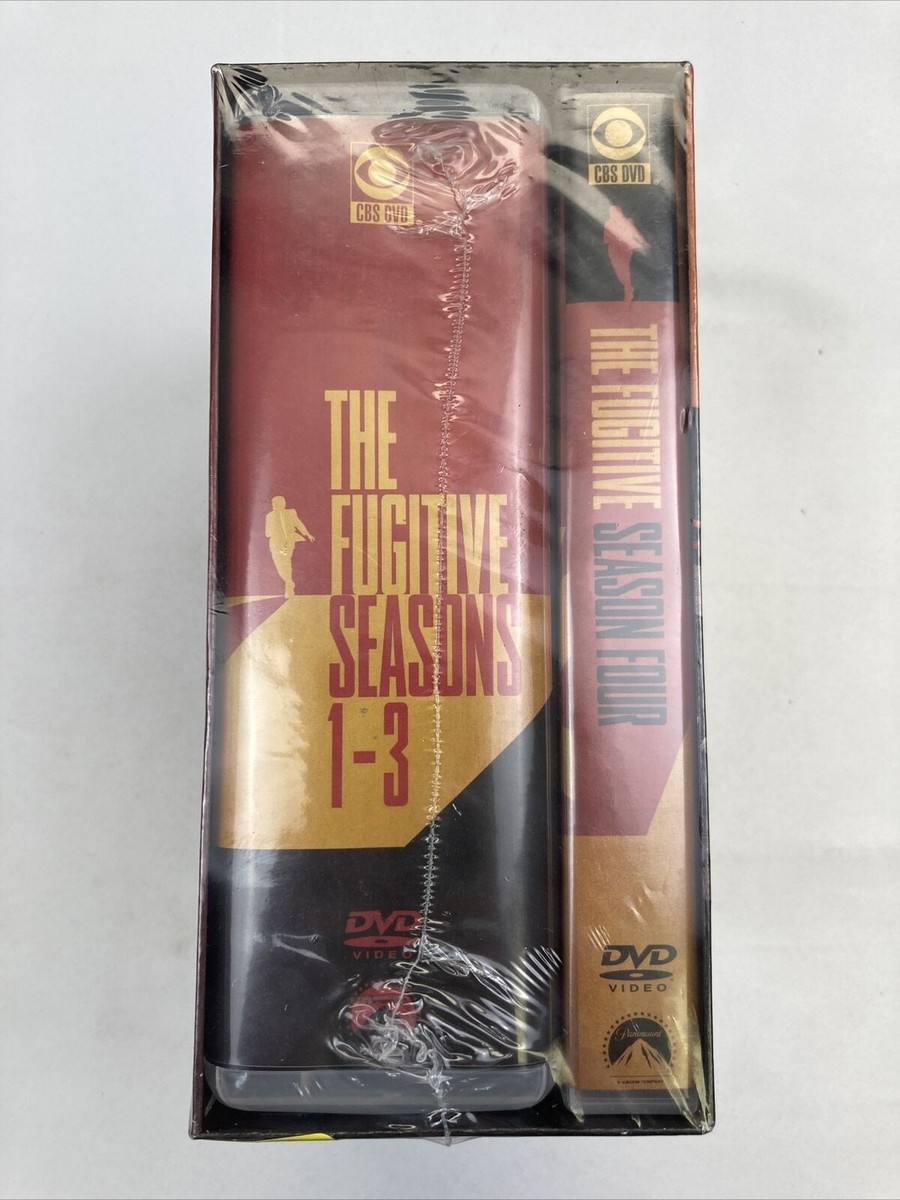 CBS DVD
THE
FUGITIVE
SEASONS
1-3
DVD
VIDEO
CBS DVD
THE FUGITIVE SEASON FOUR
DVD
VIDEO
Paramount